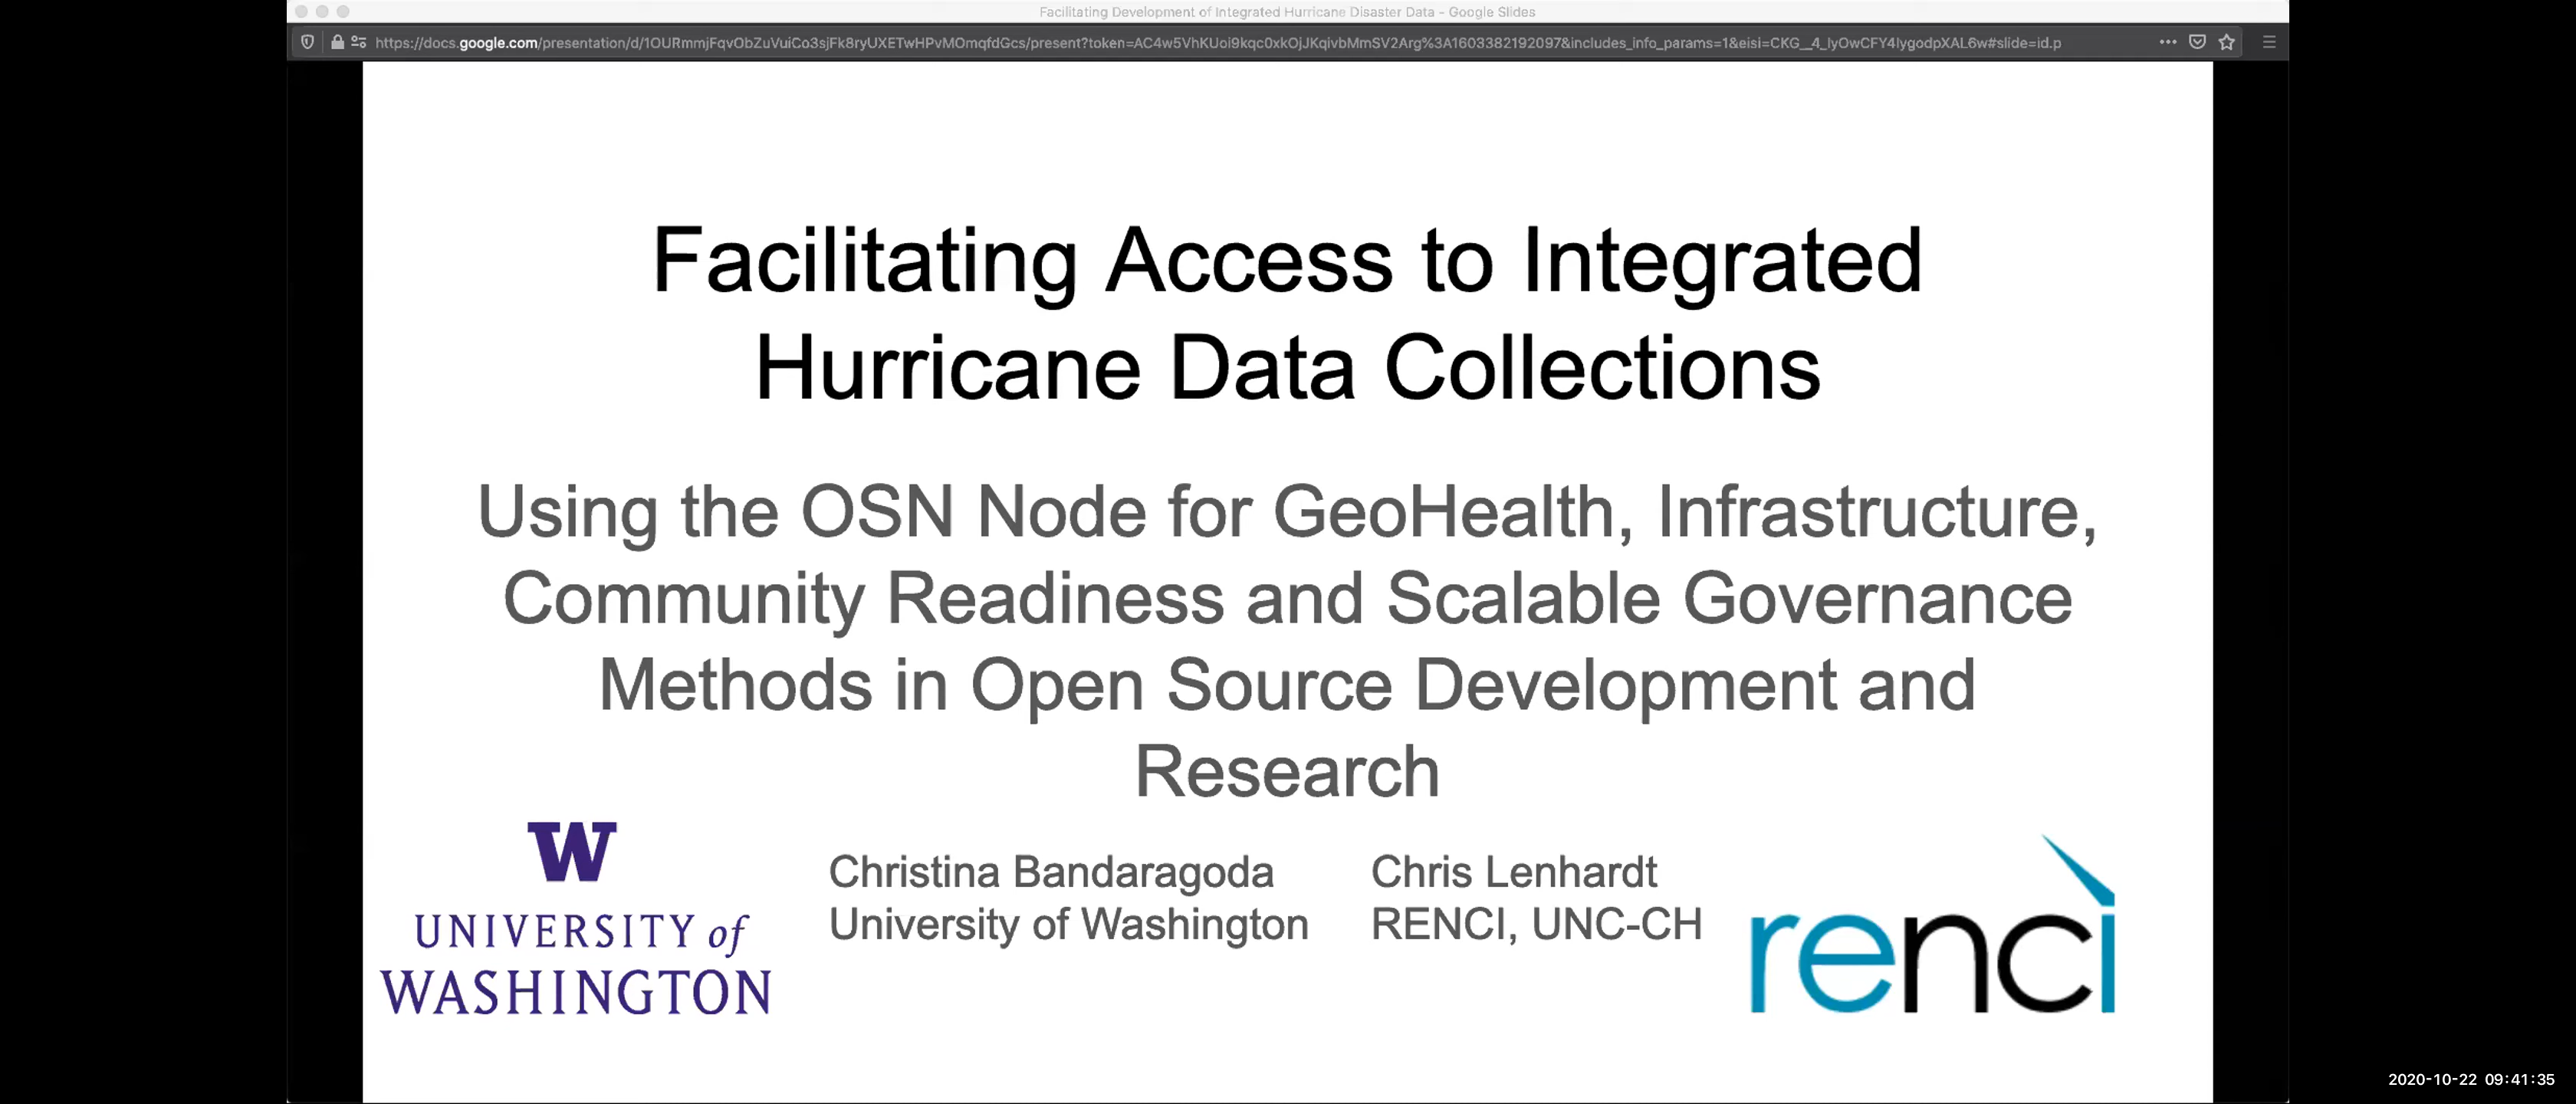 Facilitating Development of Integrated Hurricane Disaster Data - Google Slides
https://docs.google.com/presentation/d/1OURmmjFqvObZuVuiCo3sjFk8ryUXETwHPvMOmqfdGcs/present?token=AC4w5VhKUoi9kqc0xkOjJKqivbMmSV2Arg%3A1603382192097&includes_info_params=1&eisi=CKG__4_lyOwCFY4lygodpXAL6w#slide=id.p
Facilitating Access to Integrated
Hurricane Data Collections
Using the OSN Node for GeoHealth, Infrastructure,
Community Readiness and Scalable Governance
Methods in Open Source Development and
Research
W
UNIVERSITY of
WASHINGTON
Christina Bandaragoda
University of Washington
Chris Lenhardt
RENCI, UNC-CH
renci
2020-10-22 09:41:35